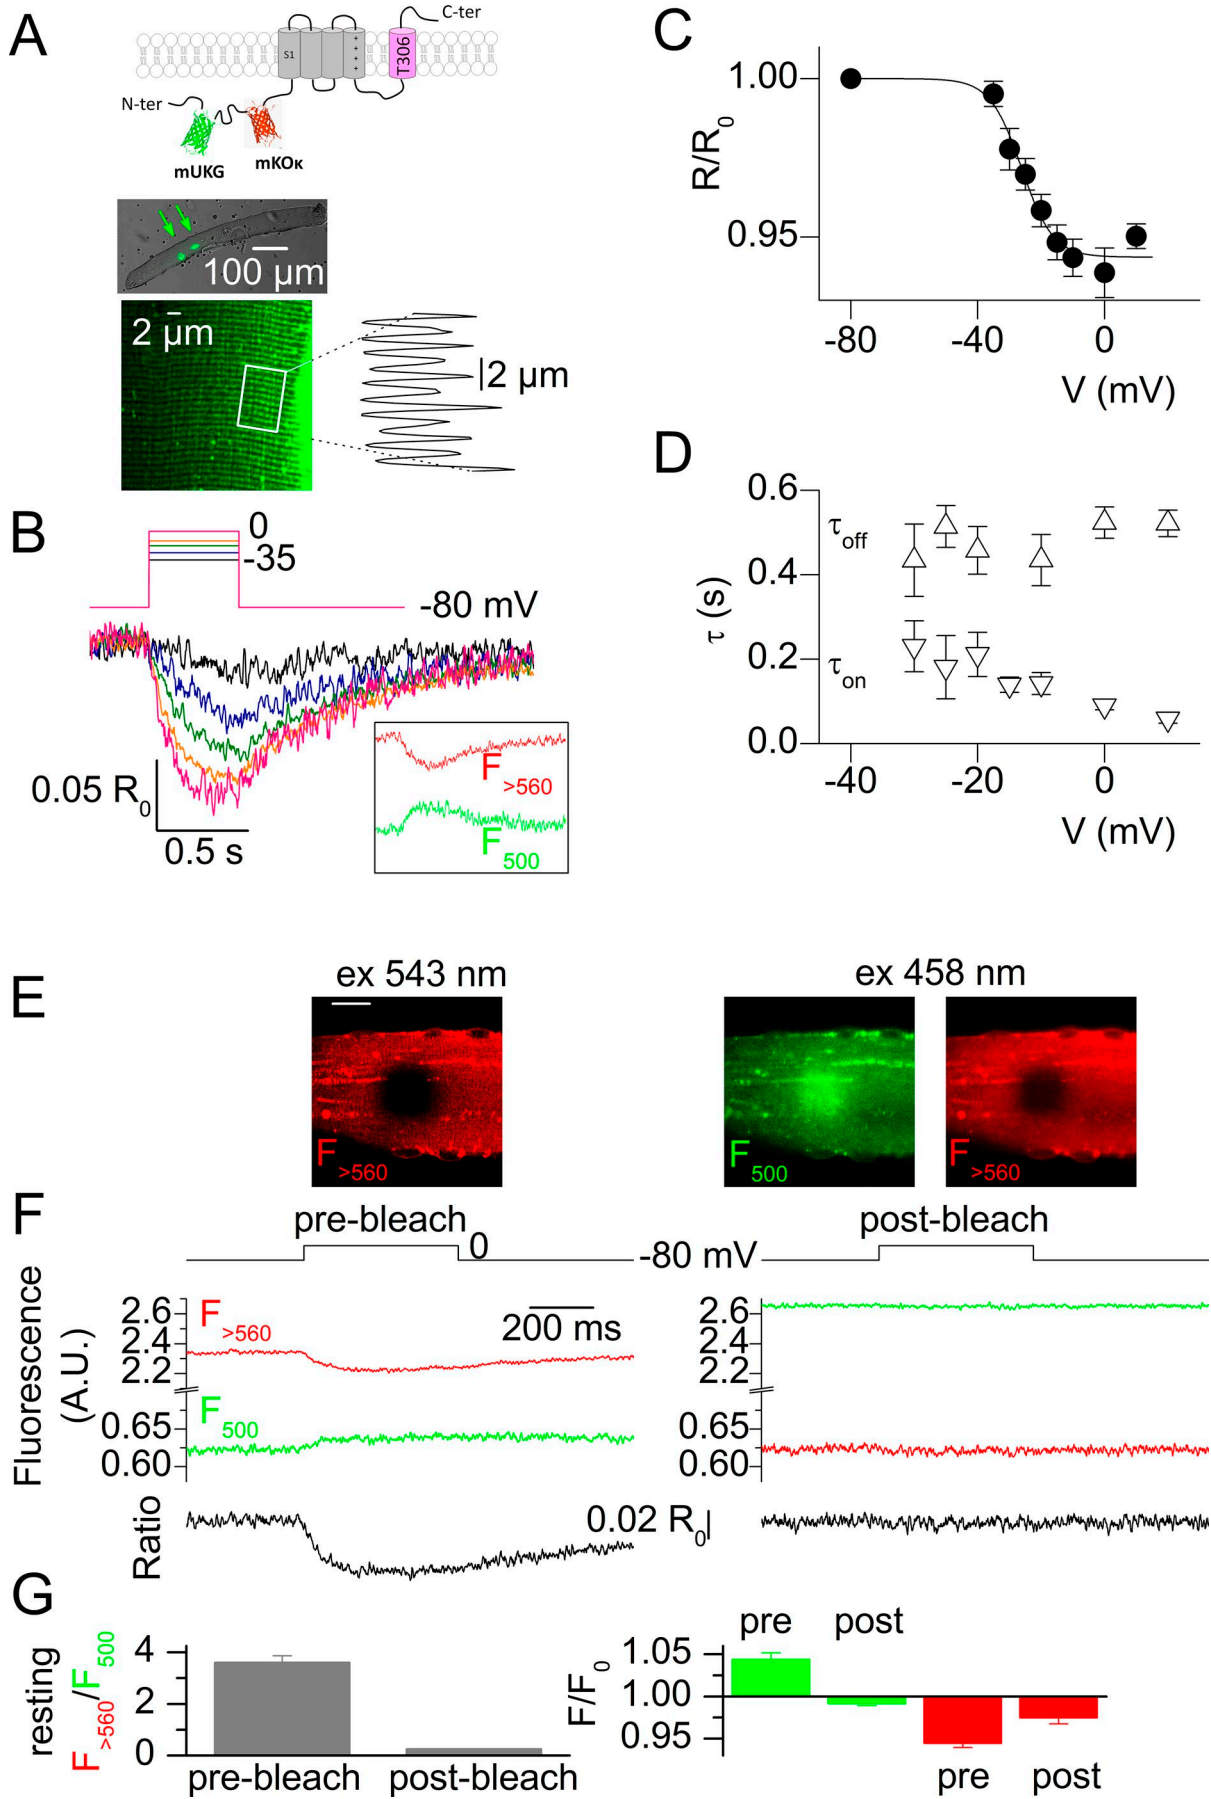 A
C-ter
S1
+
+
+
+
T306
N-ter
mUKG
mKOκ
100 µm
2 µm
2 µm
B
0
-35
-80 mV
0.05 R0
0.5 s
F>560
F500
C
R/R0
1.00
0.95
-80
-40
0
V (mV)
D
τ (s)
0.6
0.4
0.2
0.0
τoff
τon
-40
-20
0
V (mV)
E
ex 543 nm
ex 458 nm
F>560
F500
F>560
F
pre-bleach
post-bleach
0
-80 mV
Fluorescence
(A.U.)
2.6
2.4
2.2
0.65
0.60
F>560
F500
200 ms
2.6
2.4
2.2
0.65
0.60
Ratio
0.02 R0
G
resting
F>560/F500
4
2
0
pre-bleach
post-bleach
F/F0
1.05
1.00
0.95
pre
post
pre
post